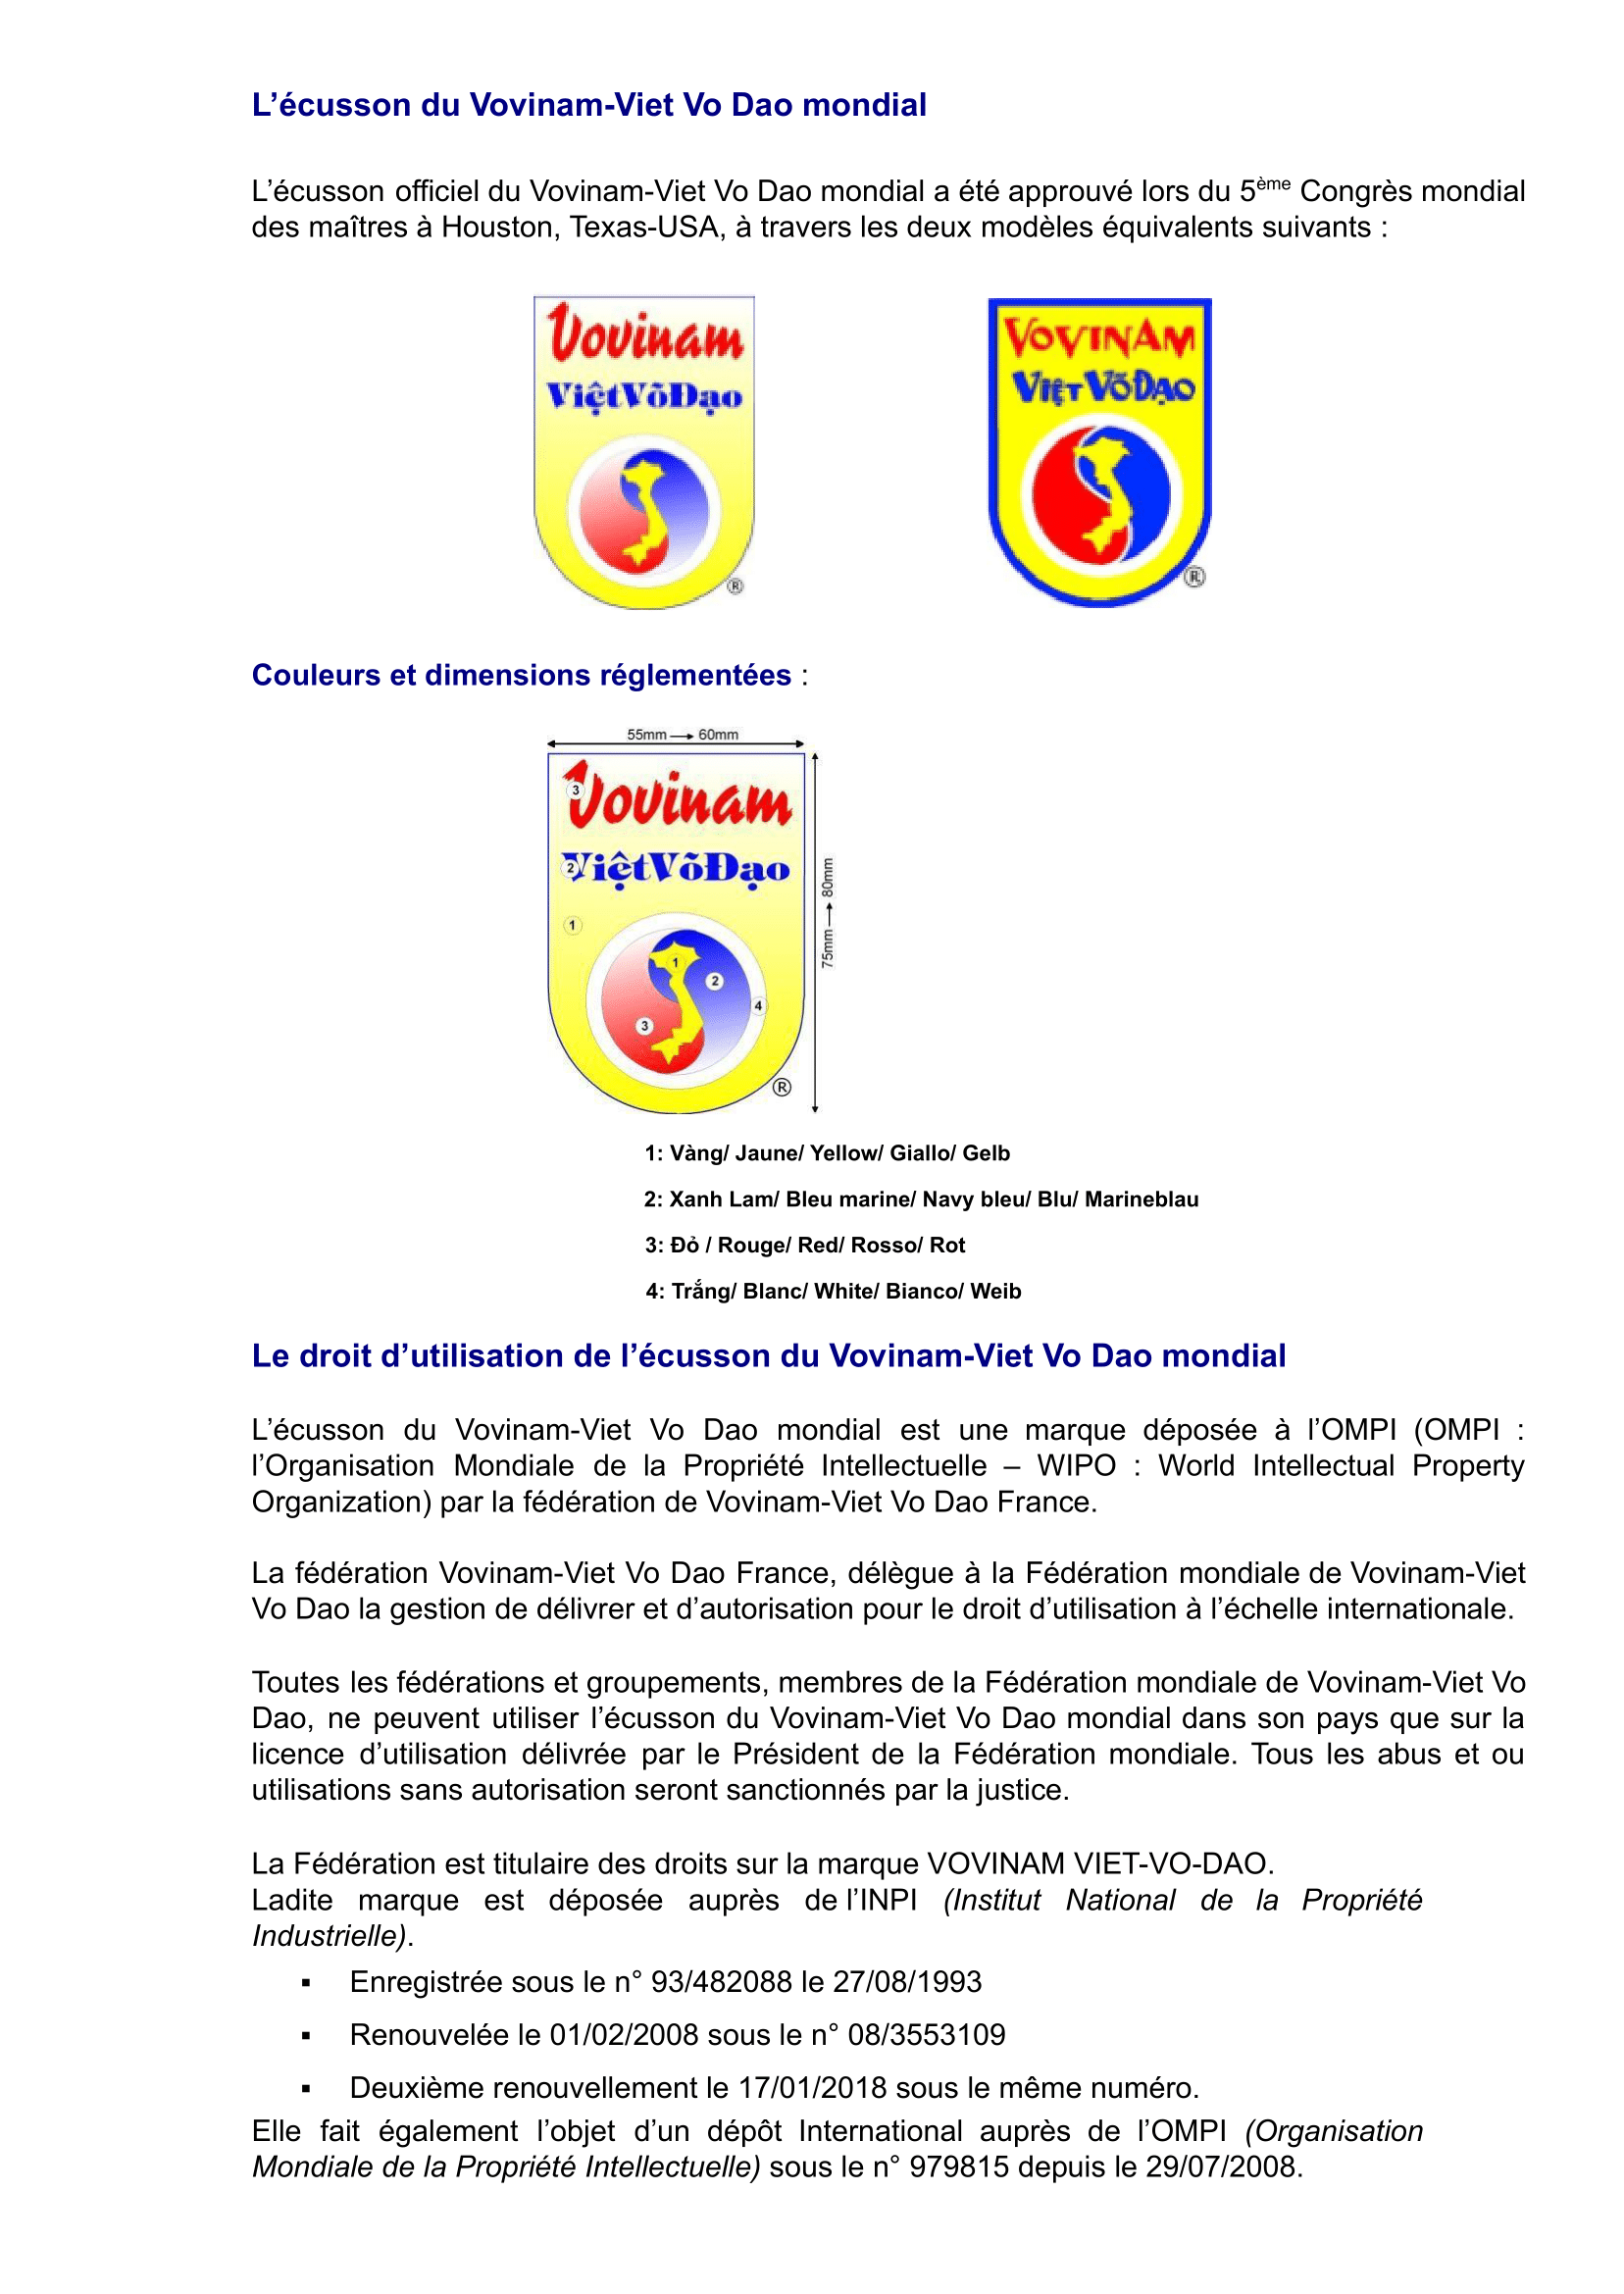 L’écusson du Vovinam-Viet Vo Dao mondial
L’écusson officiel du Vovinam-Viet Vo Dao mondial a été approuvé lors du 5ème Congrès mondial
des maîtres à Houston, Texas-USA, à travers les deux modèles équivalents suivants :
Vovinam
ViệtVõĐạo
®
VOVINAM
VIỆT VÕ ĐẠO
®
Couleurs et dimensions réglementées :
55mm → 60mm
3
Vovinam
2
ViệtVõĐạo
75mm → 80mm
1
1
2
4
3
®
1: Vàng/ Jaune/ Yellow/ Giallo/ Gelb
2: Xanh Lam/ Bleu marine/ Navy bleu/ Blu/ Marineblau
3: Đỏ / Rouge/ Red/ Rosso/ Rot
4: Trắng/ Blanc/ White/ Bianco/ Weib
Le droit d’utilisation de l’écusson du Vovinam-Viet Vo Dao mondial
L’écusson du Vovinam-Viet Vo Dao mondial est une marque déposée à l’OMPI (OMPI :
l’Organisation Mondiale de la Propriété Intellectuelle – WIPO : World Intellectual Property
Organization) par la fédération de Vovinam-Viet Vo Dao France.
La fédération Vovinam-Viet Vo Dao France, délègue à la Fédération mondiale de Vovinam-Viet
Vo Dao la gestion de délivrer et d’autorisation pour le droit d’utilisation à l’échelle internationale.
Toutes les fédérations et groupements, membres de la Fédération mondiale de Vovinam-Viet Vo
Dao, ne peuvent utiliser l’écusson du Vovinam-Viet Vo Dao mondial dans son pays que sur la
licence d’utilisation délivrée par le Président de la Fédération mondiale. Tous les abus et ou
utilisations sans autorisation seront sanctionnés par la justice.
La Fédération est titulaire des droits sur la marque VOVINAM VIET-VO-DAO.
Ladite marque est déposée auprès de l’INPI (Institut National de la Propriété
Industrielle).
▪ Enregistrée sous le n° 93/482088 le 27/08/1993
▪ Renouvelée le 01/02/2008 sous le n° 08/3553109
▪ Deuxième renouvellement le 17/01/2018 sous le même numéro.
Elle fait également l’objet d’un dépôt International auprès de l’OMPI (Organisation
Mondiale de la Propriété Intellectuelle) sous le n° 979815 depuis le 29/07/2008.